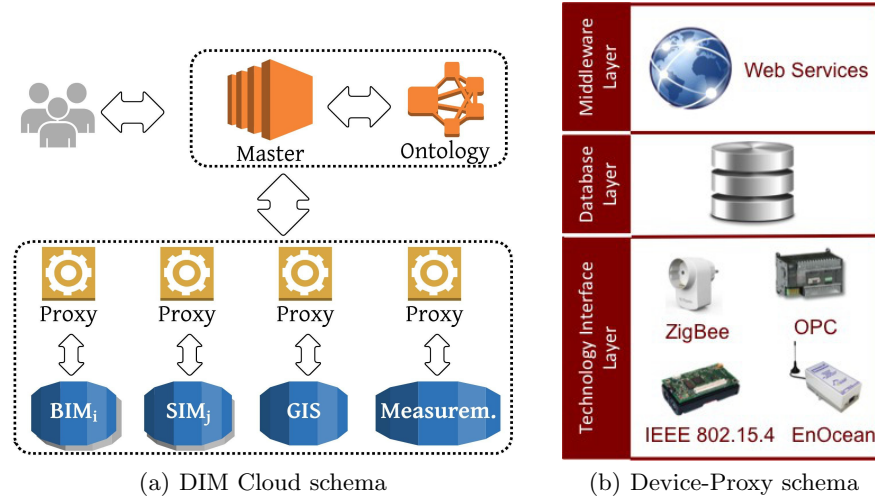 Master
Ontology
Proxy Proxy Proxy Proxy
BIMi SIMj GIS Measurem.
(a) DIM Cloud schema
Middleware
Layer
Web Services
Database
Layer
Technology Interface
Layer
ZigBee
OPC
IEEE 802.15.4
EnOcean
(b) Device-Proxy schema